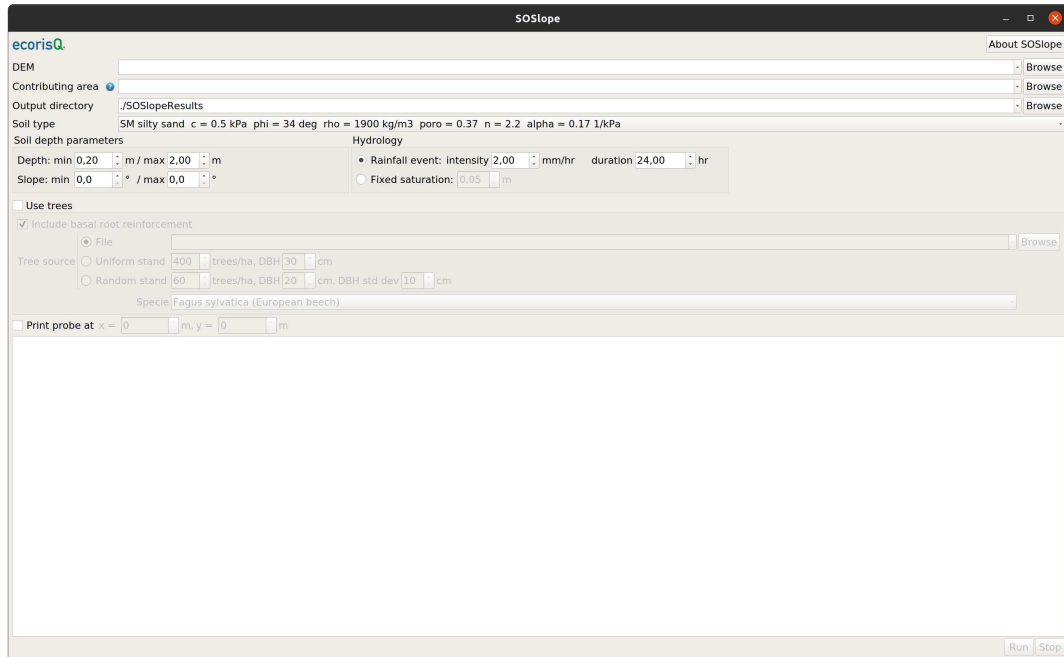 SOSlope
ecorisQ
About SOSlope
DEM Browse
Contributing area ? Browse
Output directory ./SOSlopeResults Browse
Soil type SM silty sand c = 0.5 kPa phi = 34 deg rho = 1900 kg/m3 poro = 0.37 n = 2.2 alpha = 0.17 1/kPa
Soil depth parameters Hydrology
Depth: min 0,20 m / max 2,00 m Rainfall event: intensity 2,00 mm/hr duration 24,00 hr
Slope: min 0,0 ° / max 0,0 ° Fixed saturation: 0,05 m
Use trees
Include basal root reinforcement
File Browse
Tree source Uniform stand 400 trees/ha, DBH 30 cm
Random stand 60 trees/ha, DBH 20 cm, DBH std dev 10 cm
Specie Fagus sylvatica (European beech)
Print probe at x = 0 m, y = 0 m
Run Stop